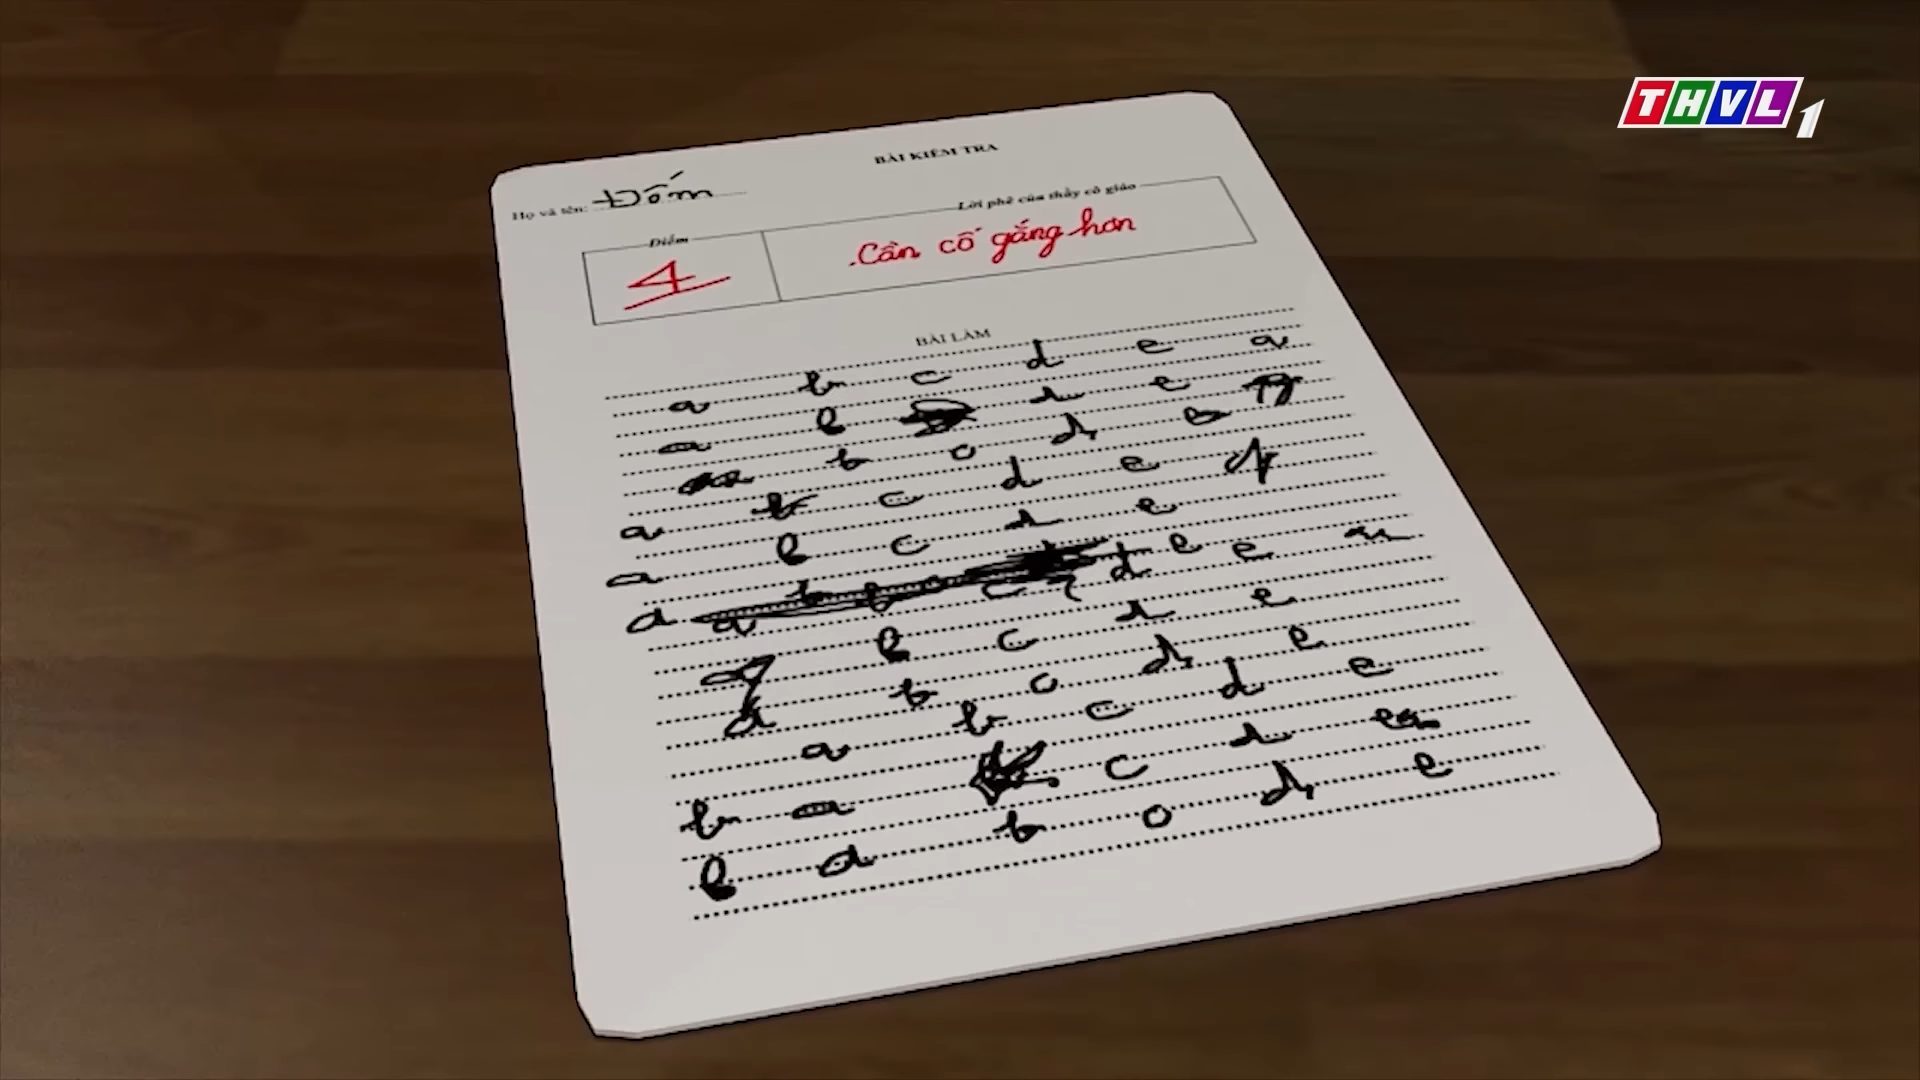 THVL1
BÀI KIỂM TRA
Họ và tên: Đốm
Điểm
Lời phê của thầy cô giáo
4
Cần cố gắng hơn
BÀI LÀM
a b c d e a
a b d e
b c d e
a b c d e
a b c d e
a b c d e e a
b c d e
a b c d e
a b c d e
b a c d e a
b a b c d e